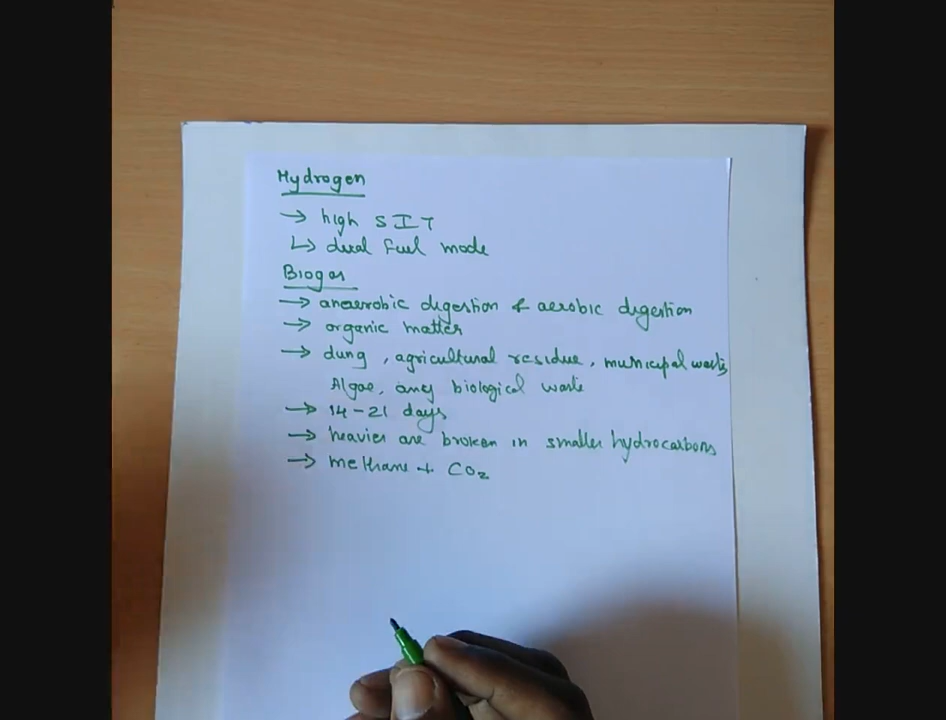 Hydrogen
→ high SIT
↳ dual fuel mode
Biogas
→ anaerobic digestion & aerobic digestion
→ organic matter
→ dung, agricultural residue, municipal waste,
Algae, any biological waste
→ 14-21 days
→ heavier are broken in smaller hydrocarbons
→ methane + CO₂